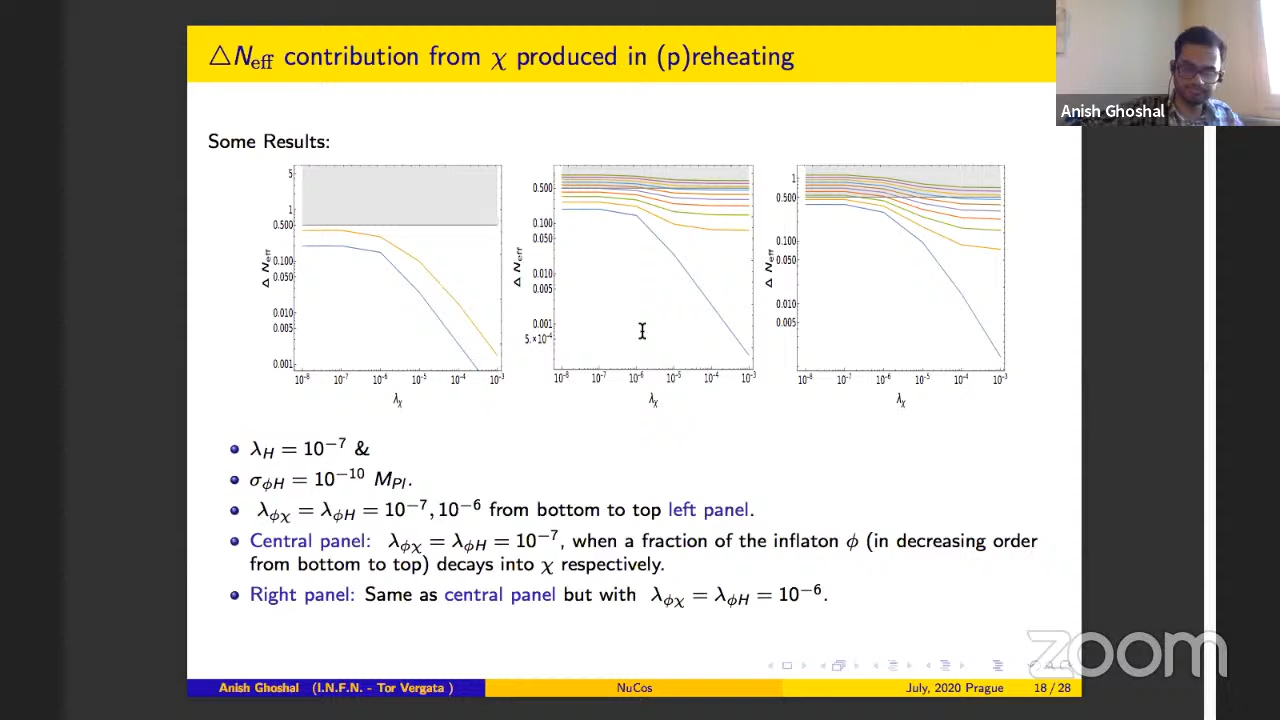 △N_eff contribution from χ produced in (p)reheating
Anish Ghoshal
Some Results:
5
1
0.500
0.100
0.050
0.010
0.005
0.001
△ N_eff
10⁻⁸ 10⁻⁷ 10⁻⁶ 10⁻⁵ 10⁻⁴ 10⁻³
λ_χ
0.500
0.100
0.050
0.010
0.005
0.001
5.×10⁻⁴
△ N_eff
10⁻⁸ 10⁻⁷ 10⁻⁶ 10⁻⁵ 10⁻⁴ 10⁻³
λ_χ
1
0.500
0.100
0.050
0.010
0.005
△ N_eff
10⁻⁸ 10⁻⁷ 10⁻⁶ 10⁻⁵ 10⁻⁴ 10⁻³
λ_χ
λ_H = 10⁻⁷ &
σ_ϕH = 10⁻¹⁰ M_Pl.
λ_ϕχ = λ_ϕH = 10⁻⁷, 10⁻⁶ from bottom to top left panel.
Central panel: λ_ϕχ = λ_ϕH = 10⁻⁷, when a fraction of the inflaton ϕ (in decreasing order
from bottom to top) decays into χ respectively.
Right panel: Same as central panel but with λ_ϕχ = λ_ϕH = 10⁻⁶.
zoom
Anish Ghoshal (I.N.F.N. - Tor Vergata ) NuCos July, 2020 Prague 18 / 28